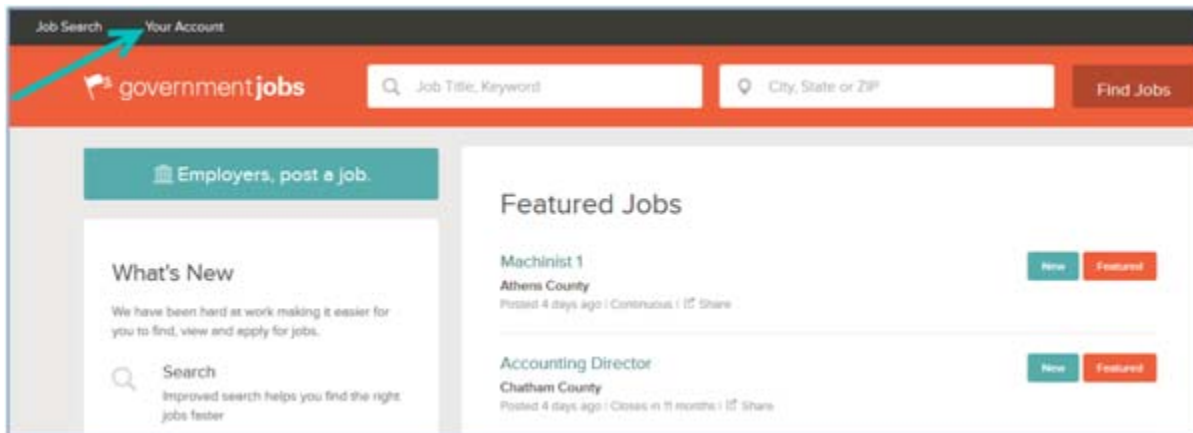 Job Search Your Account
governmentjobs
Job Title, Keyword
City, State or ZIP
Find Jobs
Employers, post a job.
What's New
We have been hard at work making it easier for
you to find, view and apply for jobs.
Search
Improved search helps you find the right
jobs faster
Featured Jobs
Machinist 1
New Featured
Athens County
Posted 4 days ago | Continuous | Share
Accounting Director
New Featured
Chatham County
Posted 4 days ago | Closes in 11 months | Share